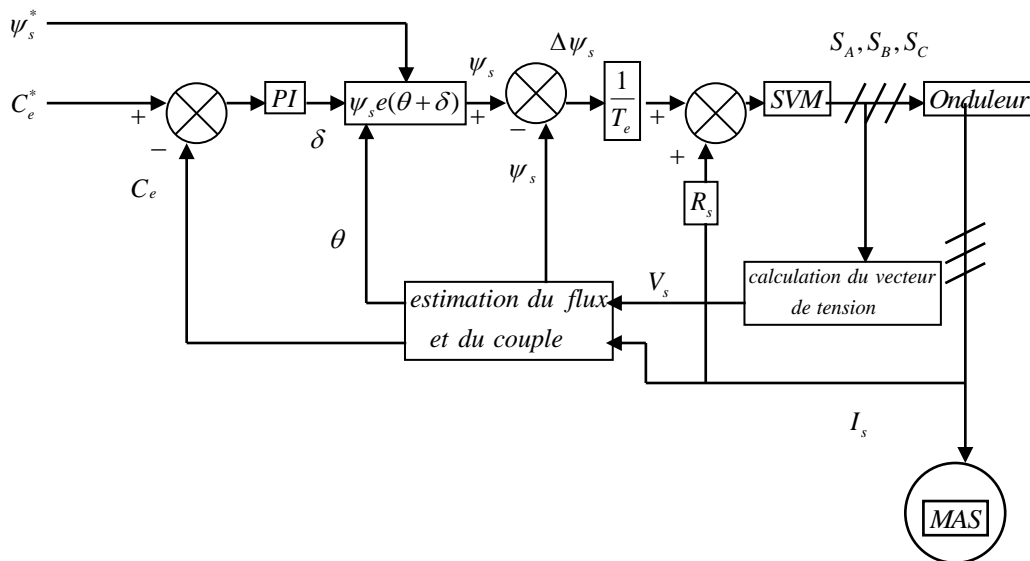 ψ_s^*
S_A, S_B, S_C
Δψ_s
ψ_s
C_e^*
+
−
PI
δ
ψ_s e(θ + δ)
+
−
1/T_e
+
+
SVM
Onduleur
ψ_s
C_e
R_s
θ
V_s
estimation du flux
et du couple
calculation du vecteur
de tension
I_s
MAS